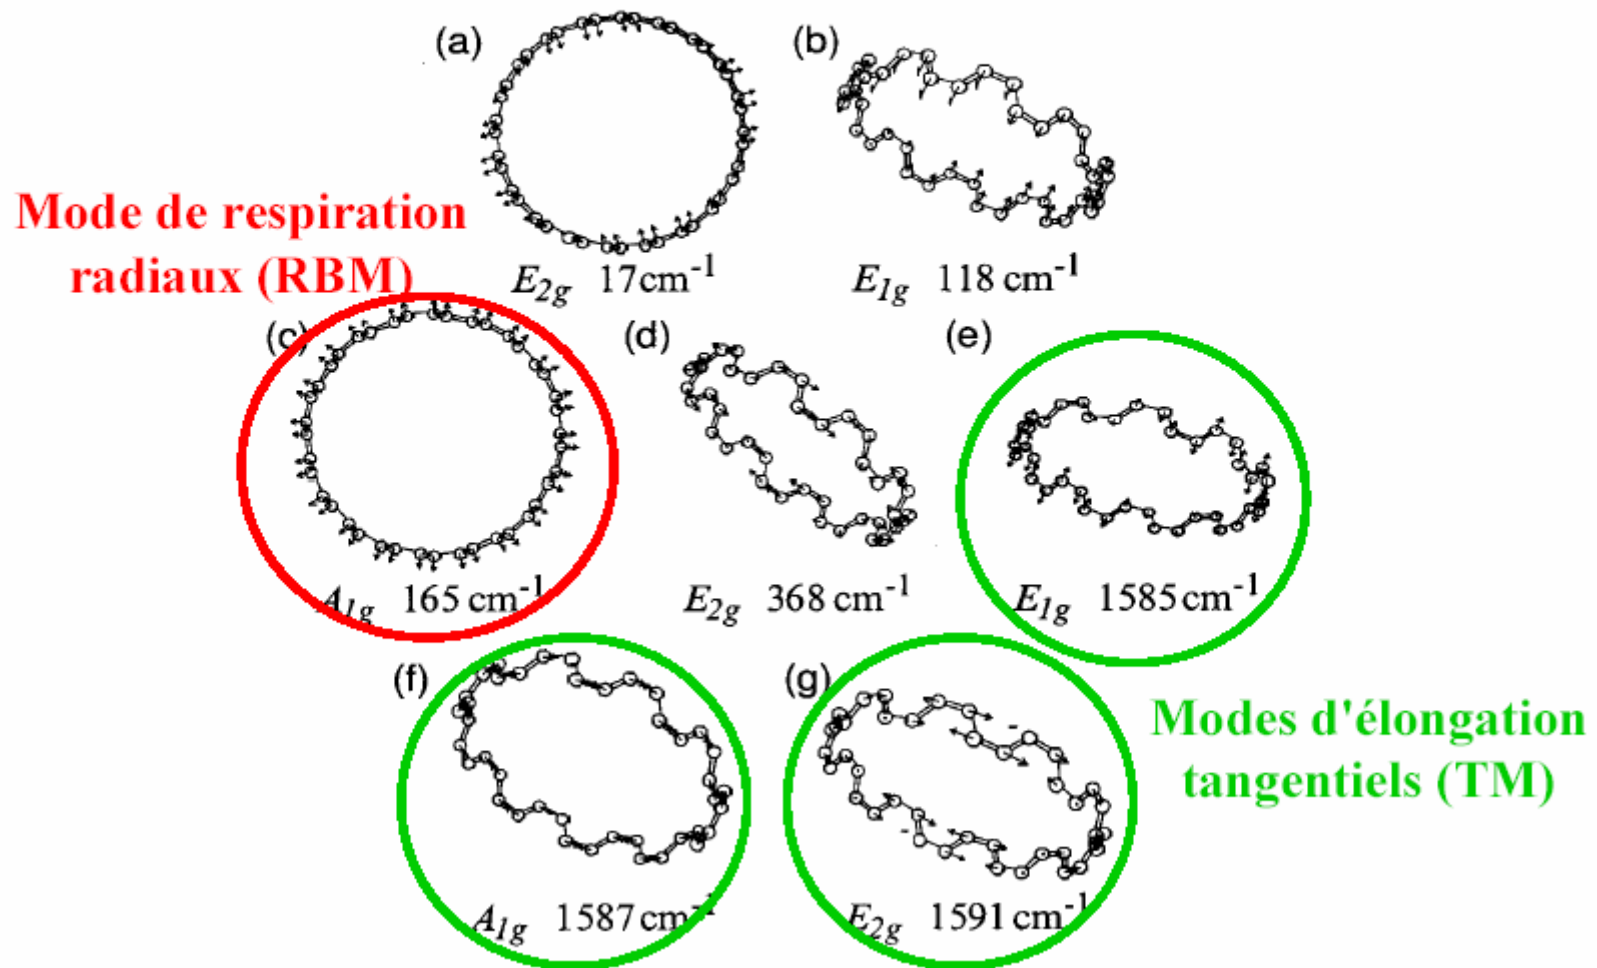 (a)
(b)
E2g 17cm-1
E1g 118 cm-1
Mode de respiration
radiaux (RBM)
(c)
(d)
(e)
A1g 165 cm-1
E2g 368 cm-1
E1g 1585 cm-1
(f)
(g)
Modes d'élongation
tangentiels (TM)
A1g 1587 cm-1
E2g 1591 cm-1